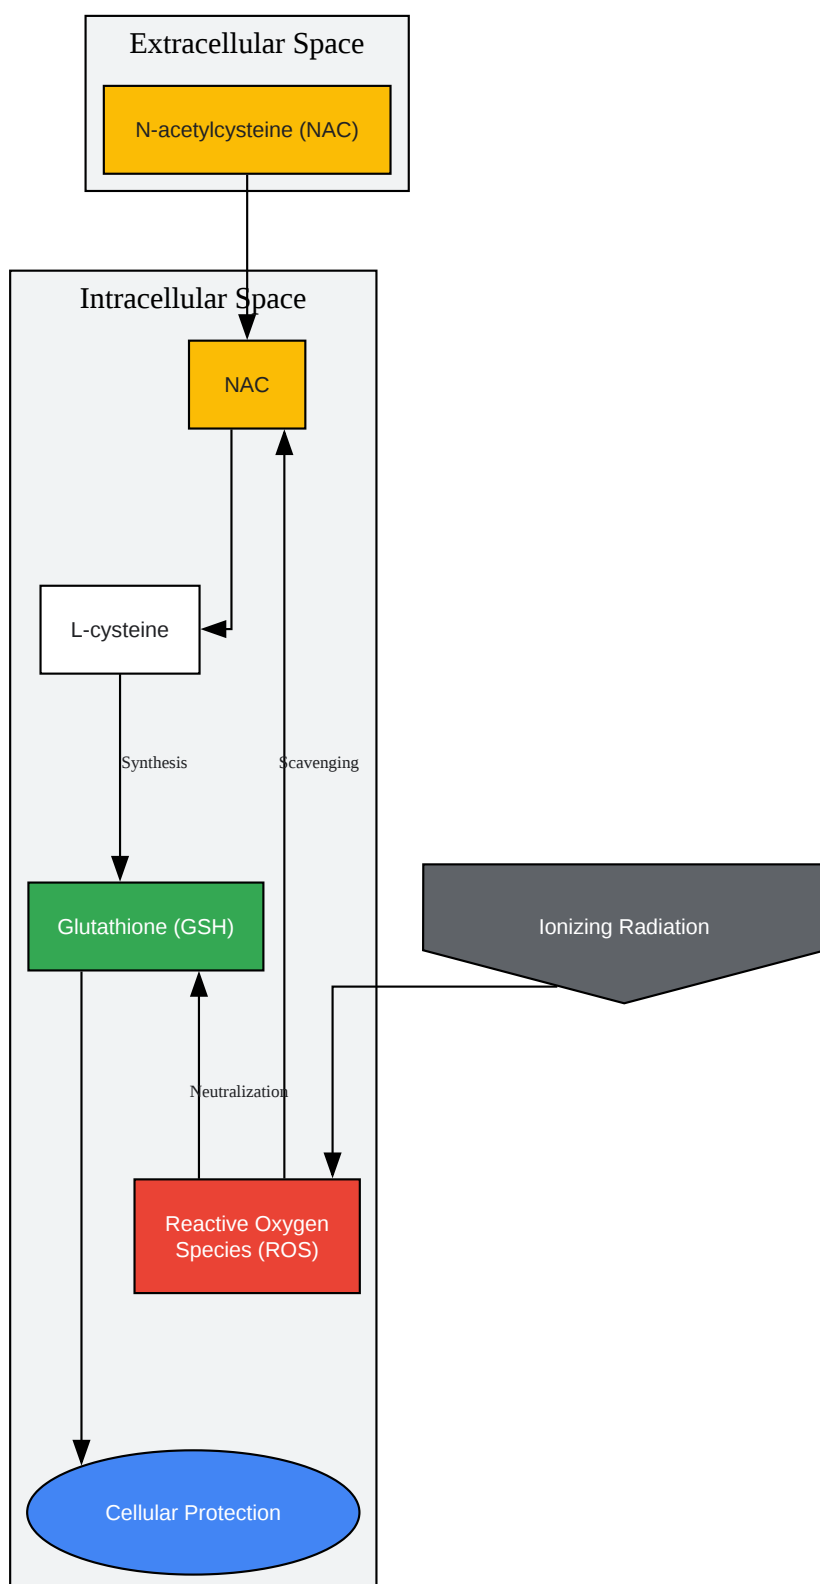 Extracellular Space
N-acetylcysteine (NAC)
Intracellular Space
NAC
L-cysteine
Synthesis
Scavenging
Glutathione (GSH)
Ionizing Radiation
Neutralization
Reactive Oxygen
Species (ROS)
Cellular Protection